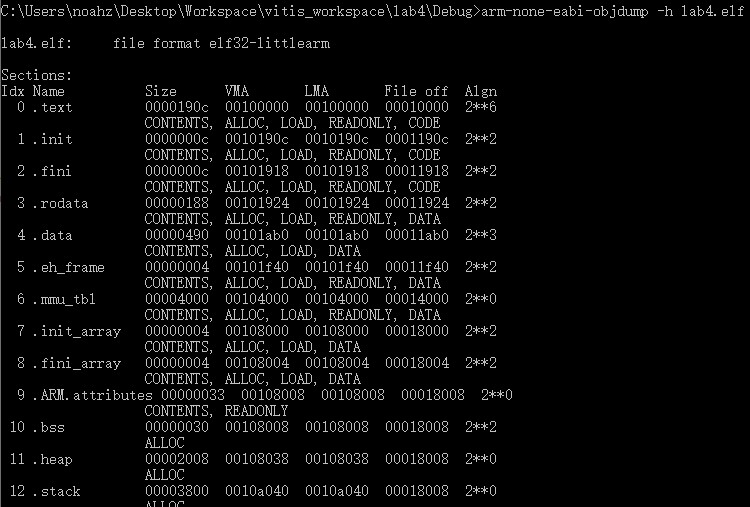 C:\Users\noahz\Desktop\Workspace\vitis_workspace\lab4\Debug>arm-none-eabi-objdump -h lab4.elf
lab4.elf:     file format elf32-littlearm
Sections:
Idx Name          Size      VMA       LMA       File off  Algn
  0 .text         0000190c  00100000  00100000  00010000  2**6
                  CONTENTS, ALLOC, LOAD, READONLY, CODE
  1 .init         0000000c  0010190c  0010190c  0001190c  2**2
                  CONTENTS, ALLOC, LOAD, READONLY, CODE
  2 .fini         0000000c  00101918  00101918  00011918  2**2
                  CONTENTS, ALLOC, LOAD, READONLY, CODE
  3 .rodata       00000188  00101924  00101924  00011924  2**2
                  CONTENTS, ALLOC, LOAD, READONLY, DATA
  4 .data         00000490  00101ab0  00101ab0  00011ab0  2**3
                  CONTENTS, ALLOC, LOAD, DATA
  5 .eh_frame     00000004  00101f40  00101f40  00011f40  2**2
                  CONTENTS, ALLOC, LOAD, READONLY, DATA
  6 .mmu_tbl      00004000  00104000  00104000  00014000  2**0
                  CONTENTS, ALLOC, LOAD, READONLY, DATA
  7 .init_array   00000004  00108000  00108000  00018000  2**2
                  CONTENTS, ALLOC, LOAD, DATA
  8 .fini_array   00000004  00108004  00108004  00018004  2**2
                  CONTENTS, ALLOC, LOAD, DATA
  9 .ARM.attributes 00000033  00108008  00108008  00018008  2**0
                  CONTENTS, READONLY
 10 .bss          00000030  00108008  00108008  00018008  2**2
                  ALLOC
 11 .heap         00002008  00108038  00108038  00018008  2**0
                  ALLOC
 12 .stack        00003800  0010a040  0010a040  00018008  2**0
                  ALLOC